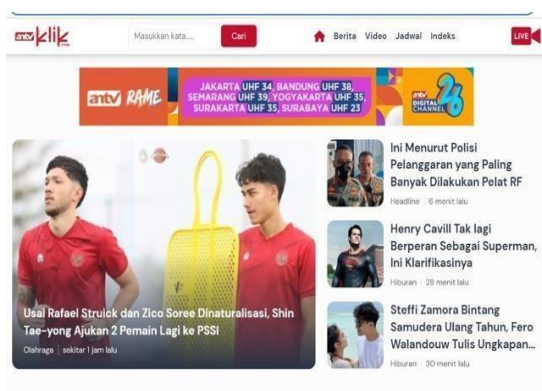 antv klik
Masukkan kata....
Cari
Berita Video Jadwal Indeks
LIVE
antv RAME
JAKARTA UHF 34, BANDUNG UHF 38,
SEMARANG UHF 39, YOGYAKARTA UHF 35,
SURAKARTA UHF 35, SURABAYA UHF 23
antv
DIGITAL
CHANNEL
26
Usai Rafael Struick dan Zico Soree Dinaturalisasi, Shin
Tae-yong Ajukan 2 Pemain Lagi ke PSSI
Olahraga sekitar 1 jam lalu
Ini Menurut Polisi
Pelanggaran yang Paling
Banyak Dilakukan Pelat RF
Headline 6 menit lalu
Henry Cavill Tak lagi
Berperan Sebagai Superman,
Ini Klarifikasinya
Hiburan 28 menit lalu
Steffi Zamora Bintang
Samudera Ulang Tahun, Fero
Walandouw Tulis Ungkapan...
Hiburan 30 menit lalu